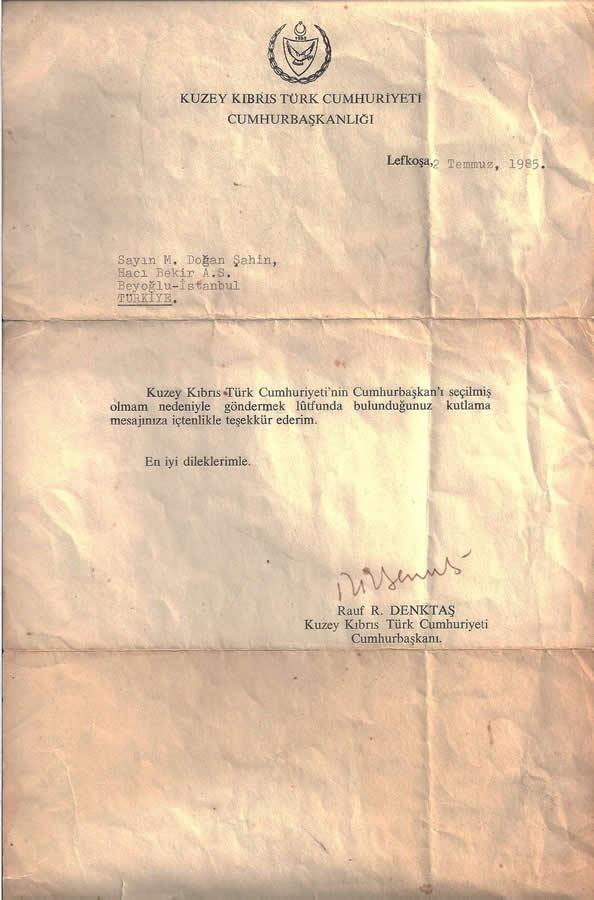 1983
KUZEY KIBRIS TÜRK CUMHURİYETİ
CUMHURBAŞKANLIĞI
Lefkoşa, 2 Temmuz, 1985.
Sayın M. Doğan Şahin,
Hacı Bekir A.S.
Beyoğlu-İstanbul
TÜRKİYE.
Kuzey Kıbrıs Türk Cumhuriyeti'nin Cumhurbaşkan'ı seçilmiş
olmam nedeniyle göndermek lûtfunda bulunduğunuz kutlama
mesajınıza içtenlikle teşekkür ederim.
En iyi dileklerimle.
Rauf R. DENKTAŞ
Kuzey Kıbrıs Türk Cumhuriyeti
Cumhurbaşkanı.